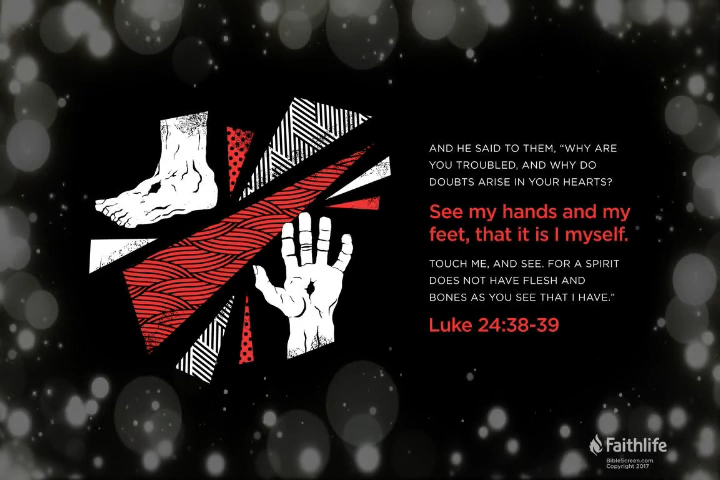 AND HE SAID TO THEM, “WHY ARE
YOU TROUBLED, AND WHY DO
DOUBTS ARISE IN YOUR HEARTS?
See my hands and my
feet, that it is I myself.
TOUCH ME, AND SEE. FOR A SPIRIT
DOES NOT HAVE FLESH AND
BONES AS YOU SEE THAT I HAVE.”
Luke 24:38-39
Faithlife
BibleScreen.com
Copyright 2017